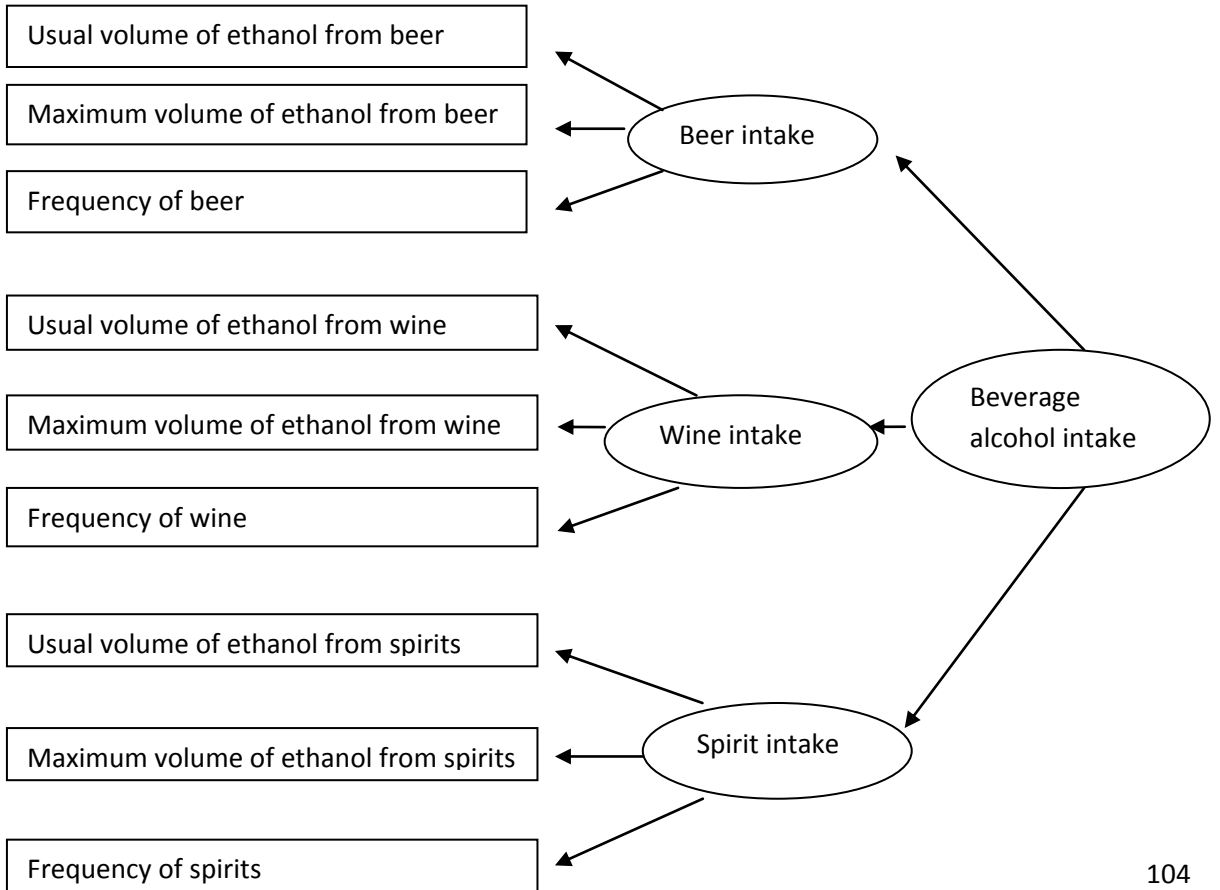 Usual volume of ethanol from beer
Maximum volume of ethanol from beer
Beer intake
Frequency of beer
Usual volume of ethanol from wine
Beverage
alcohol intake
Maximum volume of ethanol from wine
Wine intake
Frequency of wine
Usual volume of ethanol from spirits
Maximum volume of ethanol from spirits
Spirit intake
Frequency of spirits
104